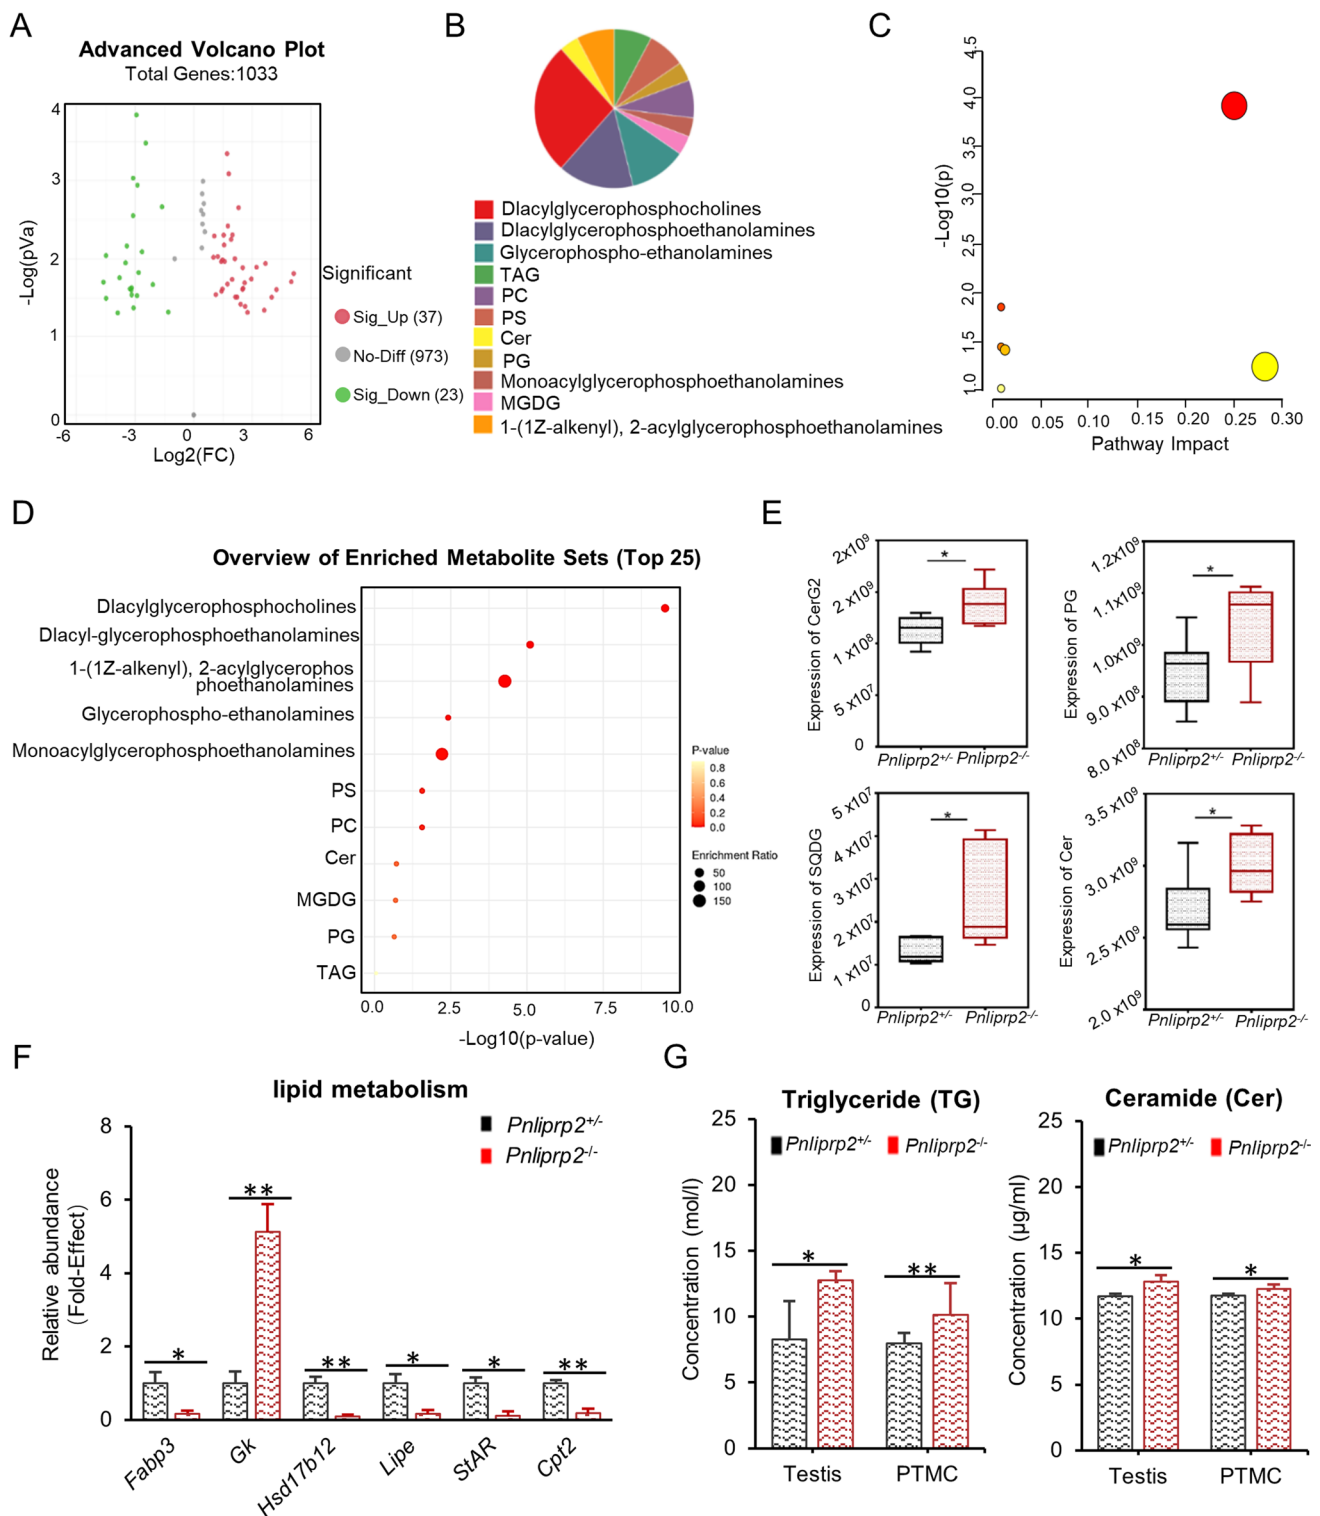 A
Advanced Volcano Plot
Total Genes:1033
4
3
2
1
0
-Log(pVa)
-6
-3
0
3
6
Log2(FC)
Significant
Sig_Up (37)
No-Diff (973)
Sig_Down (23)
B
Dlacylglycerophosphocholines
Dlacylglycerophosphoethanolamines
Glycerophospho-ethanolamines
TAG
PC
PS
Cer
PG
Monoacylglycerophosphoethanolamines
MGDG
1-(1Z-alkenyl), 2-acylglycerophosphoethanolamines
C
4.5
4.0
3.5
3.0
2.5
2.0
1.5
1.0
-Log10(p)
0.00 0.05 0.10 0.15 0.20 0.25 0.30
Pathway Impact
D
Overview of Enriched Metabolite Sets (Top 25)
Dlacylglycerophosphocholines
Dlacyl-glycerophosphoethanolamines
1-(1Z-alkenyl), 2-acylglycerophos
phoethanolamines
Glycerophospho-ethanolamines
Monoacylglycerophosphoethanolamines
PS
PC
Cer
MGDG
PG
TAG
0.0 2.5 5.0 7.5 10.0
-Log10(p-value)
P-value
0.8
0.6
0.4
0.2
0.0
Enrichment Ratio
50
100
150
E
Expression of CerG2
2x10⁹
2 x10⁹
1 x10⁸
5 x10⁷
0
*
Pnliprp2+/- Pnliprp2-/-
Expression of PG
1.2x10⁹
1.1x10⁹
1.0x10⁹
9.0 x10⁸
8.0 x10⁸
*
Pnliprp2+/- Pnliprp2-/-
Expression of SQDG
5 x10⁷
4 x10⁷
3 x10⁷
2 x10⁷
1 x10⁷
0
*
Pnliprp2+/- Pnliprp2-/-
Expression of Cer
3.5 x10⁹
3.0 x10⁹
2.5 x10⁹
2.0 x10⁹
*
Pnliprp2+/- Pnliprp2-/-
F
lipid metabolism
Pnliprp2+/-
Pnliprp2-/-
Relative abundance
(Fold-Effect)
8
6
4
2
0
* ** ** * * **
Fabp3 Gk Hsd17b12 Lipe StAR Cpt2
G
Triglyceride (TG)
Pnliprp2+/- Pnliprp2-/-
Concentration (mol/l)
25
20
15
10
5
0
* **
Testis PTMC
Ceramide (Cer)
Pnliprp2+/- Pnliprp2-/-
Concentration (μg/ml)
25
20
15
10
5
0
* *
Testis PTMC